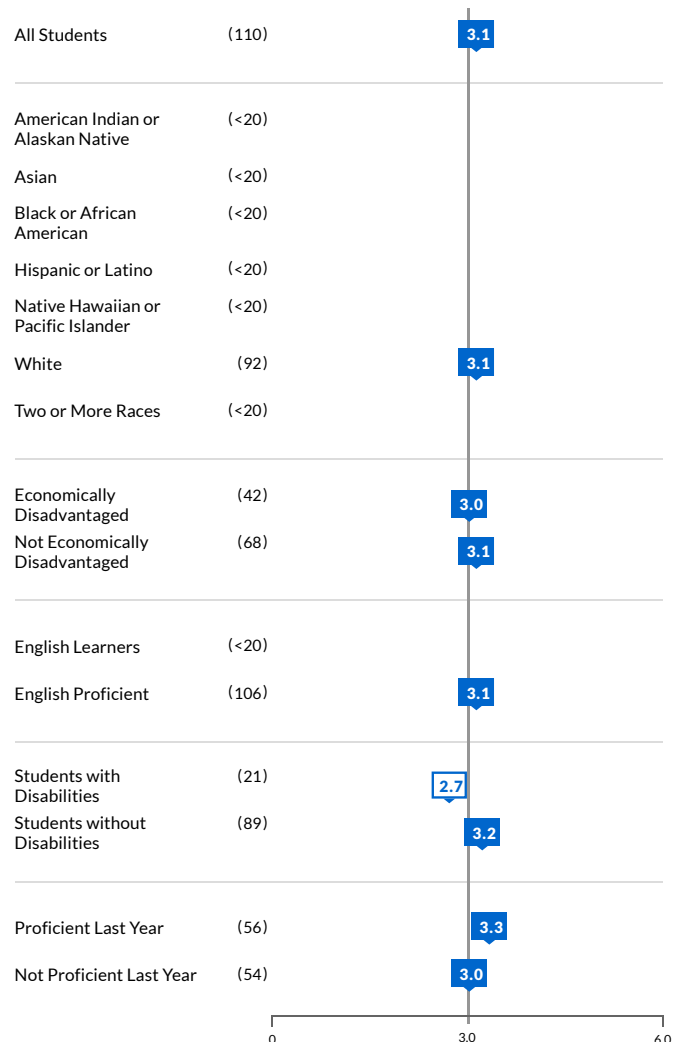 All Students (110) 3.1
American Indian or (<20)
Alaskan Native
Asian (<20)
Black or African (<20)
American
Hispanic or Latino (<20)
Native Hawaiian or (<20)
Pacific Islander
White (92) 3.1
Two or More Races (<20)
Economically (42) 3.0
Disadvantaged
Not Economically (68) 3.1
Disadvantaged
English Learners (<20)
English Proficient (106) 3.1
Students with (21) 2.7
Disabilities
Students without (89) 3.2
Disabilities
Proficient Last Year (56) 3.3
Not Proficient Last Year (54) 3.0
0 3.0 6.0